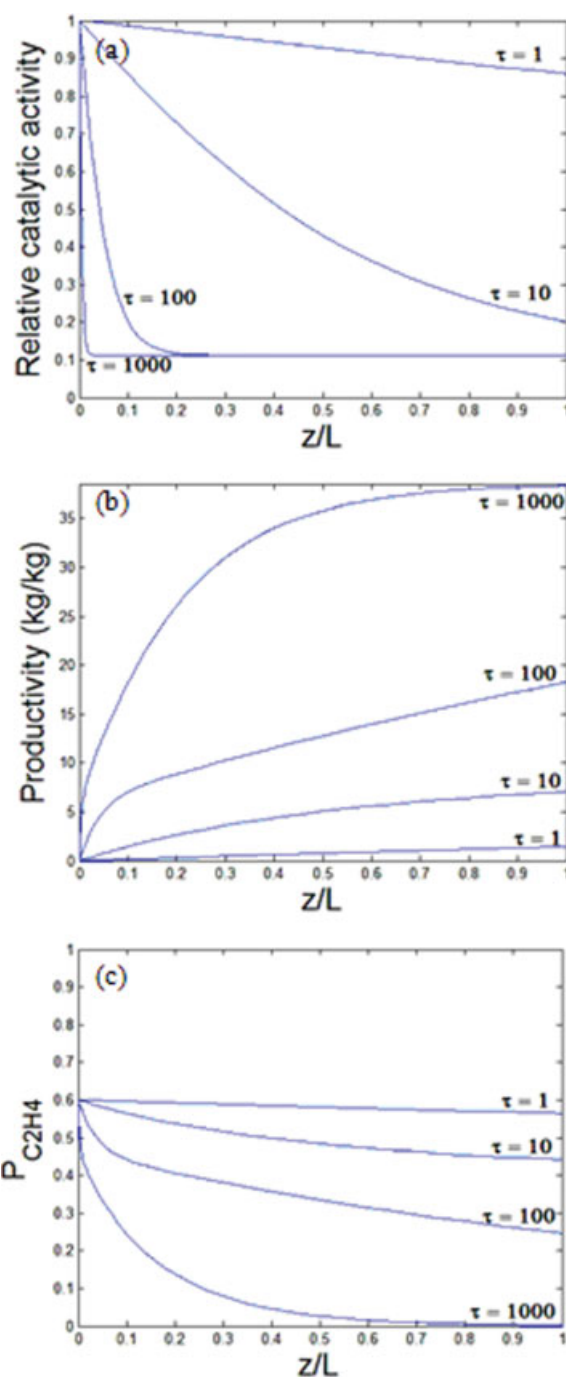 1
(a)
τ = 1
0.9
0.8
0.7
0.6
0.5
0.4
0.3
τ = 100
τ = 10
0.2
0.1
τ = 1000
0
0 0.1 0.2 0.3 0.4 0.5 0.6 0.7 0.8 0.9 1
Relative catalytic activity
z/L
(b)
35
τ = 1000
30
25
20
τ = 100
15
10
τ = 10
5
τ = 1
0
0 0.1 0.2 0.3 0.4 0.5 0.6 0.7 0.8 0.9 1
Productivity (kg/kg)
z/L
1
(c)
0.9
0.8
0.7
0.6
τ = 1
0.5
τ = 10
0.4
0.3
τ = 100
0.2
0.1
τ = 1000
0
0 0.1 0.2 0.3 0.4 0.5 0.6 0.7 0.8 0.9 1
P C2H4
z/L